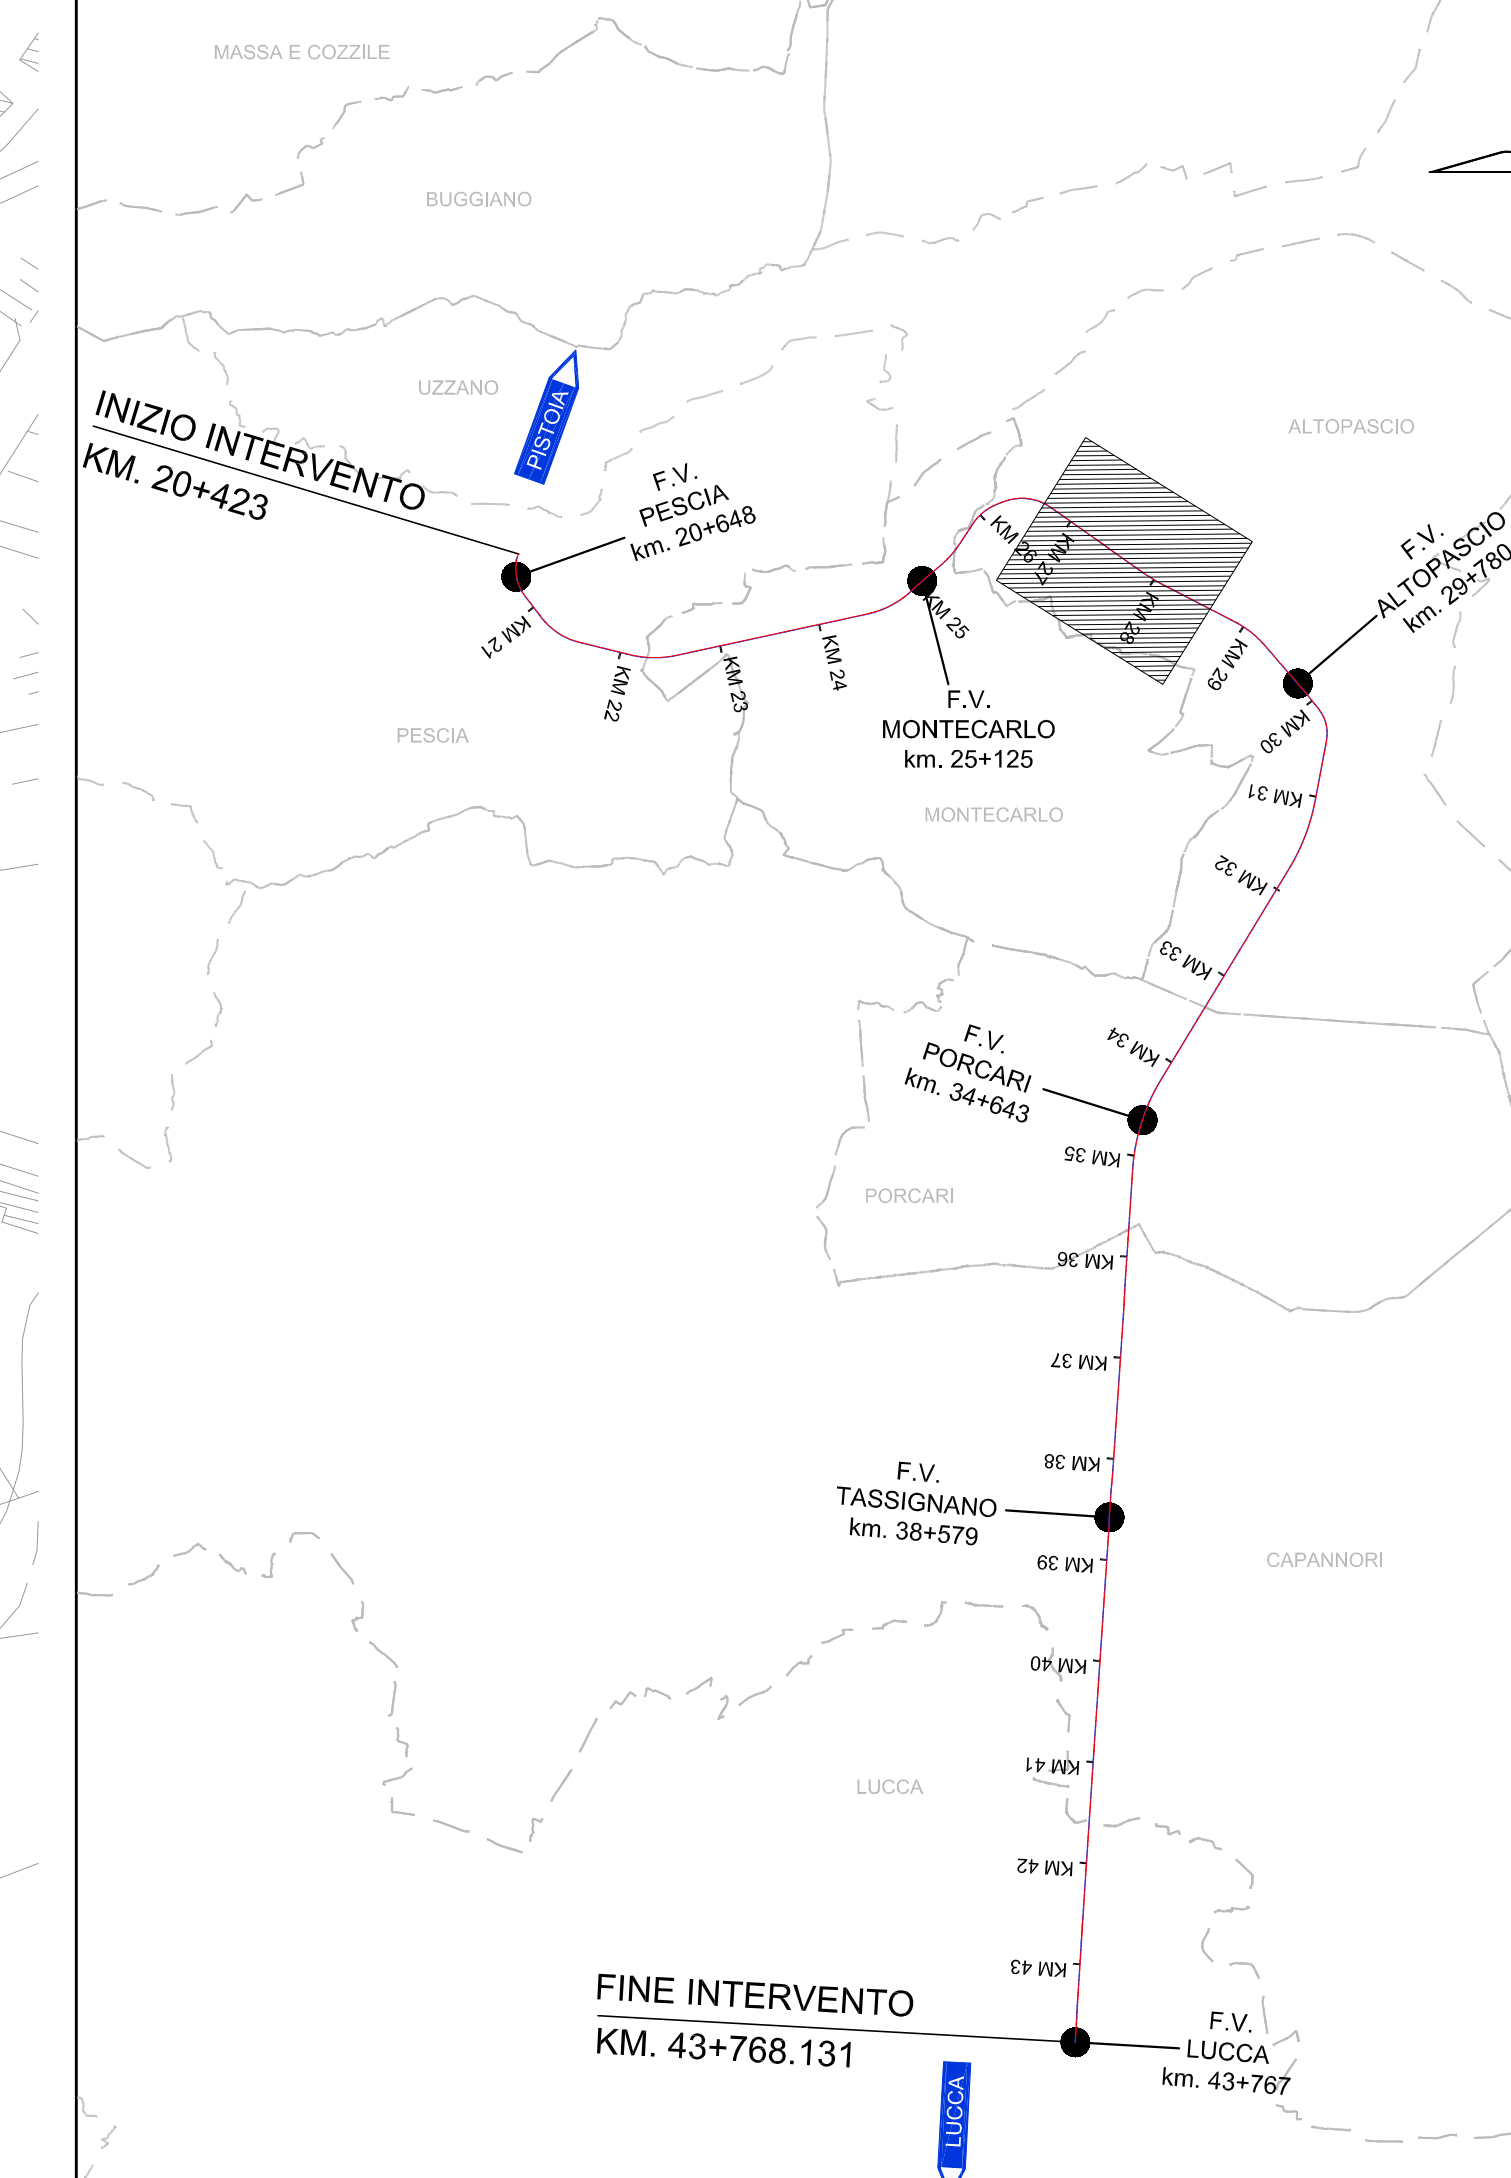 MASSA E COZZILE
BUGGIANO
UZZANO
PISTOIA
ALTOPASCIO
INIZIO INTERVENTO
KM. 20+423
F.V.
PESCIA
km. 20+648
F.V.
ALTOPASCIO
km. 29+780
KM 21
KM 22
KM 23
KM 24
KM 25
KM 26
KM 27
KM 28
KM 29
KM 30
F.V.
MONTECARLO
km. 25+125
PESCIA
MONTECARLO
KM 31
KM 32
KM 33
KM 34
F.V.
PORCARI
km. 34+643
KM 35
PORCARI
KM 36
KM 37
KM 38
F.V.
TASSIGNANO
km. 38+579
KM 39
CAPANNORI
KM 40
KM 41
LUCCA
KM 42
KM 43
FINE INTERVENTO
KM. 43+768.131
F.V.
LUCCA
km. 43+767
LUCCA